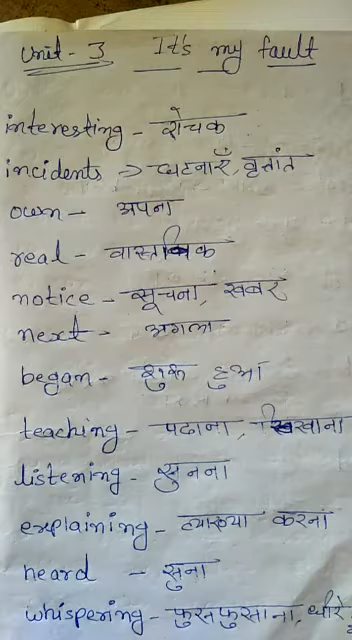 Unit - 3 It's my fault
interesting - रोचक
incidents => घटनाएँ, वृत्तांत
own - अपना
real - वास्तविक
notice - सूचना, खबर
next - अगला
began - शुरू हुआ
teaching - पढाना, सिखाना
listening - सुनना
explaining - व्याख्या करना
heard - सुना
whispering - फुसफुसाना, धीरे